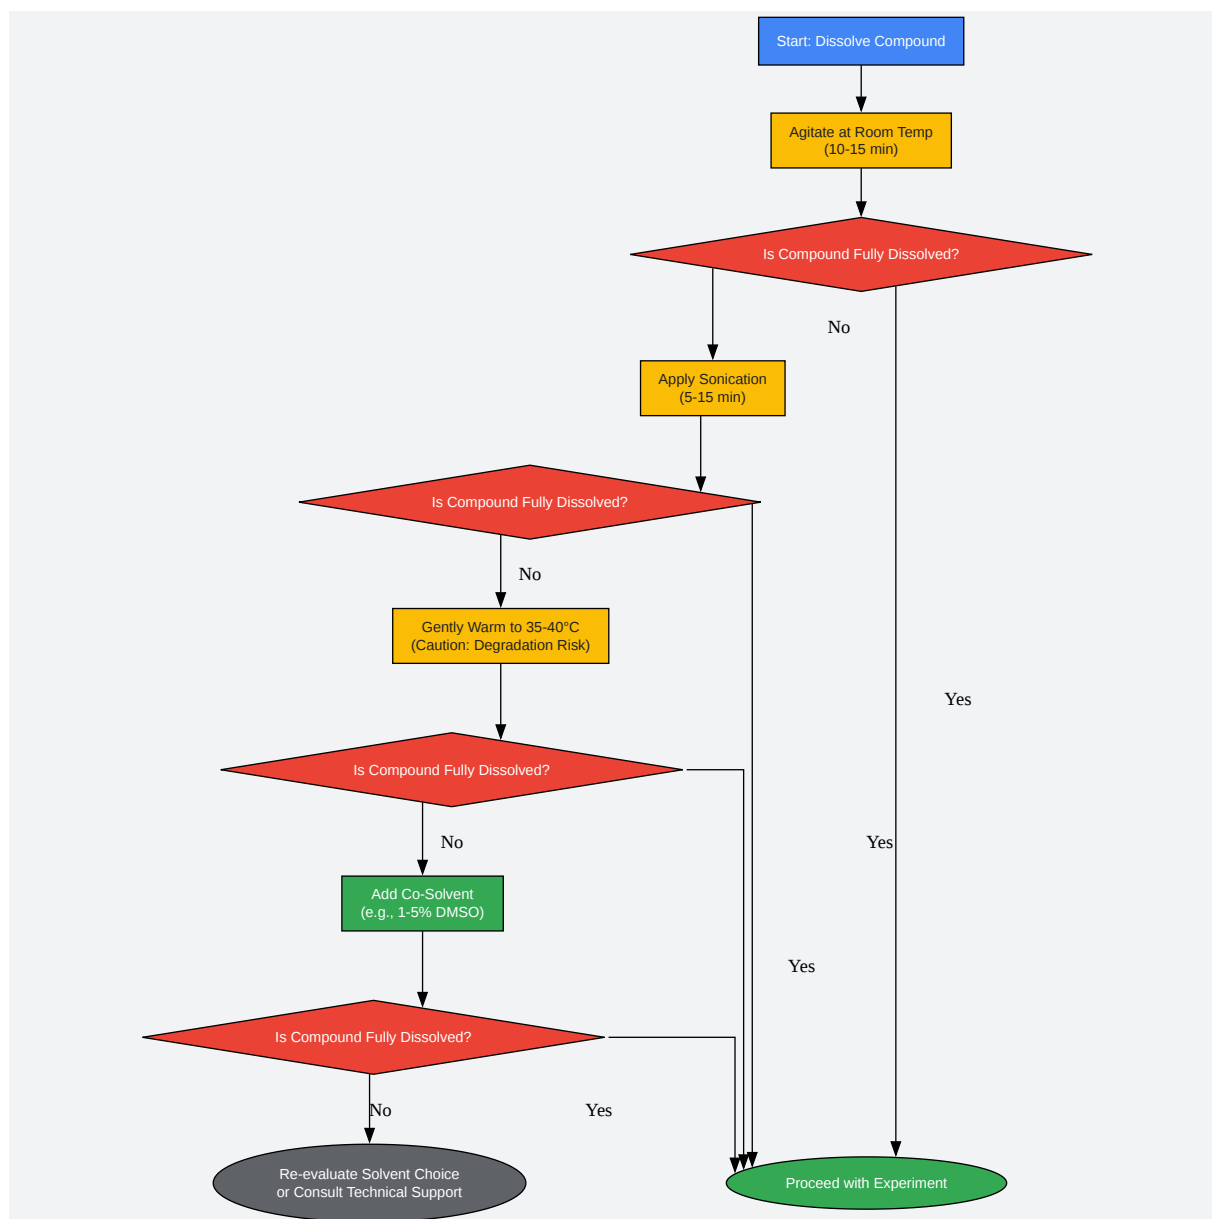 Start: Dissolve Compound
Agitate at Room Temp
(10-15 min)
Is Compound Fully Dissolved?
No
Apply Sonication
(5-15 min)
Is Compound Fully Dissolved?
No
Gently Warm to 35-40°C
(Caution: Degradation Risk)
Yes
Is Compound Fully Dissolved?
No
Yes
Add Co-Solvent
(e.g., 1-5% DMSO)
Yes
Is Compound Fully Dissolved?
No
Yes
Re-evaluate Solvent Choice
or Consult Technical Support
Proceed with Experiment